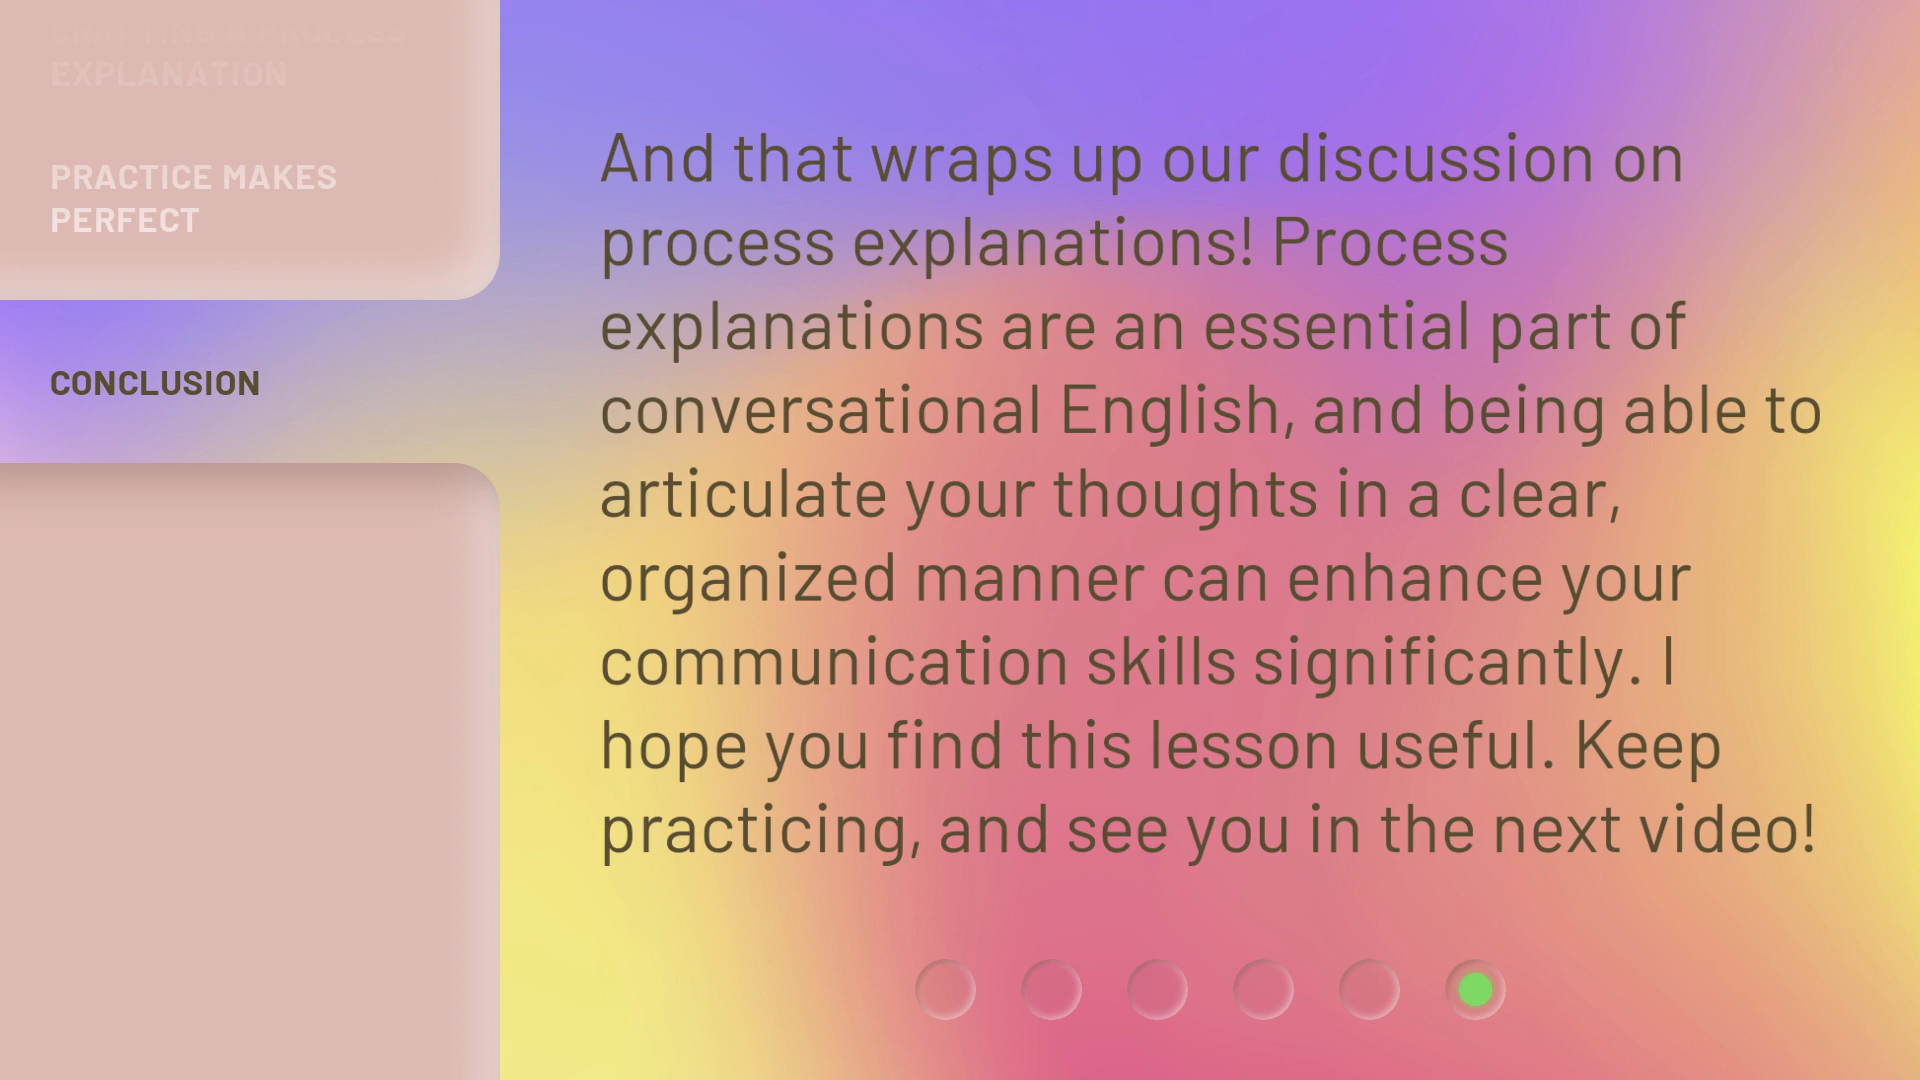 CRAFTING A PROCESS
EXPLANATION
PRACTICE MAKES
PERFECT
CONCLUSION
And that wraps up our discussion on
process explanations! Process
explanations are an essential part of
conversational English, and being able to
articulate your thoughts in a clear,
organized manner can enhance your
communication skills significantly. I
hope you find this lesson useful. Keep
practicing, and see you in the next video!